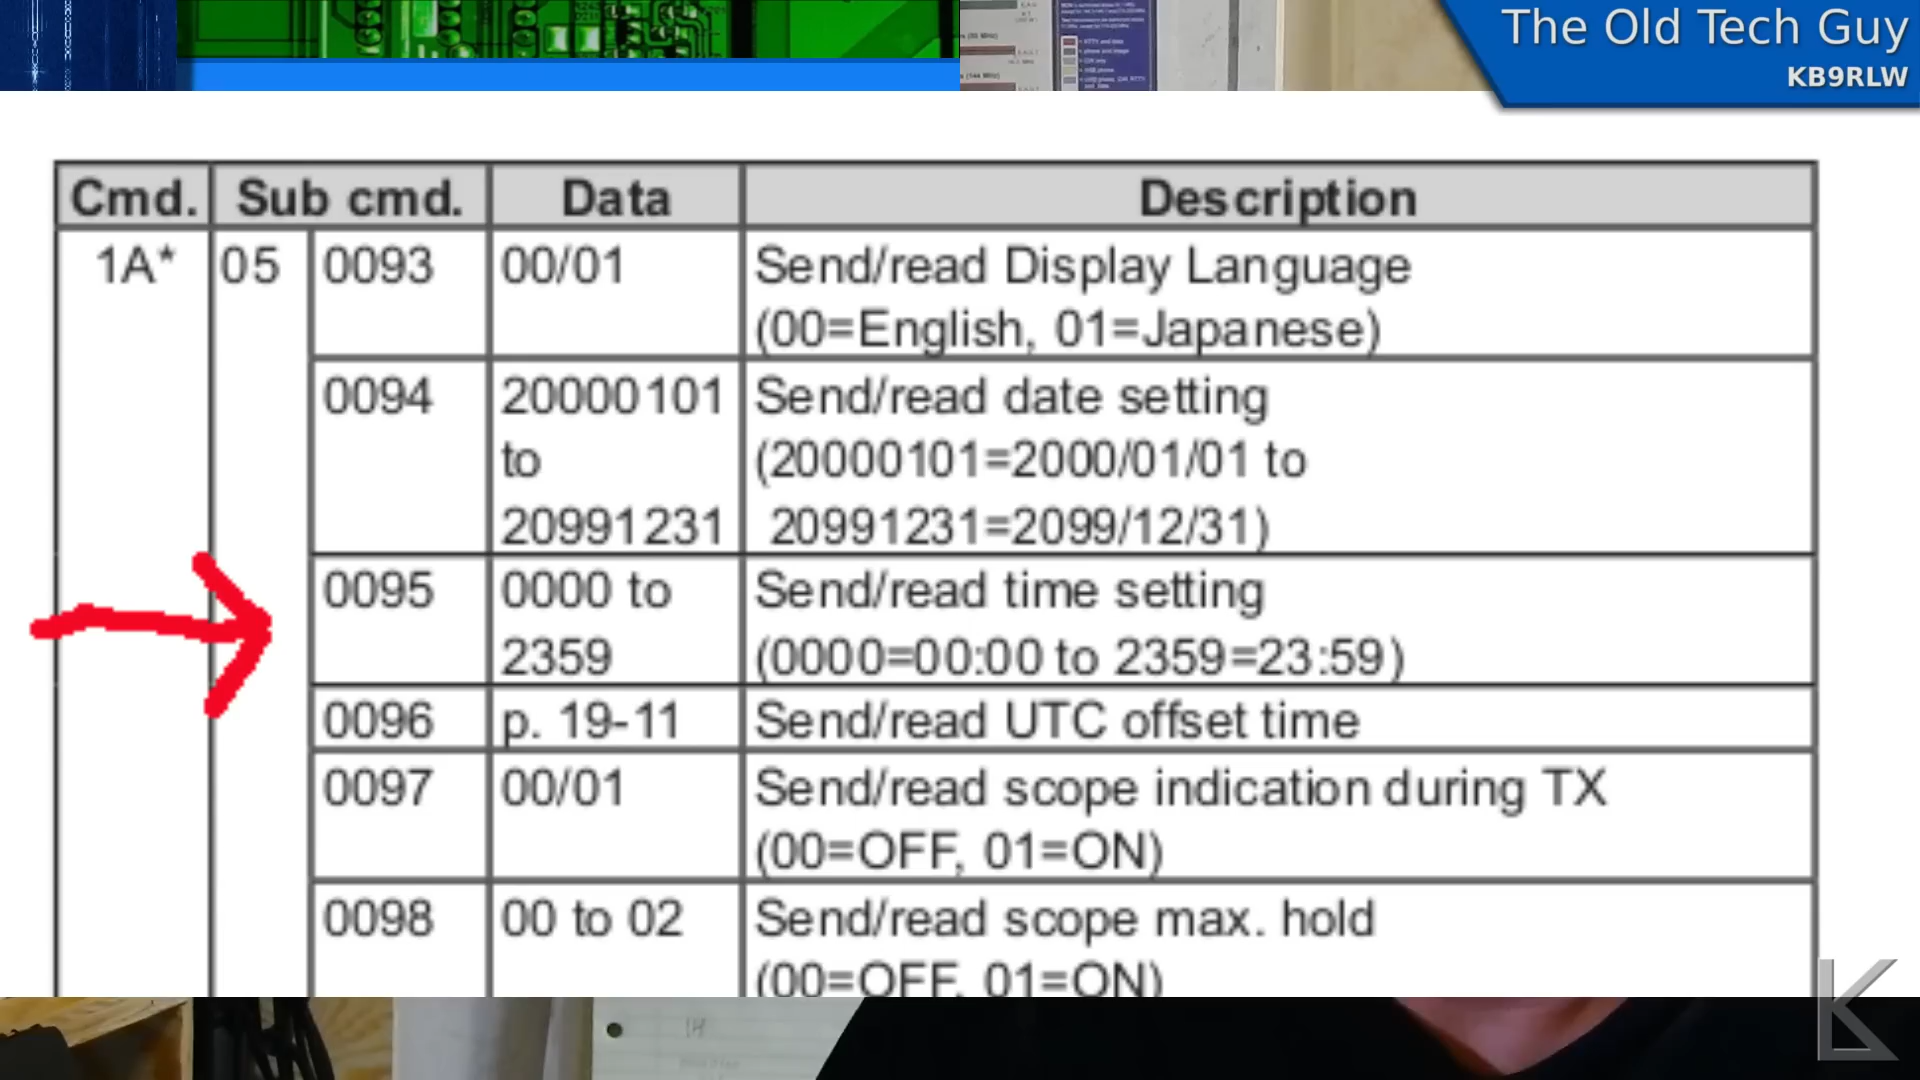 The Old Tech Guy
KB9RLW
Cmd. Sub cmd. Data Description
1A* 05 0093 00/01 Send/read Display Language
(00=English, 01=Japanese)
0094 20000101 Send/read date setting
to (20000101=2000/01/01 to
20991231 20991231=2099/12/31)
0095 0000 to Send/read time setting
2359 (0000=00:00 to 2359=23:59)
0096 p. 19-11 Send/read UTC offset time
0097 00/01 Send/read scope indication during TX
(00=OFF, 01=ON)
0098 00 to 02 Send/read scope max. hold
(00=OFF, 01=ON)